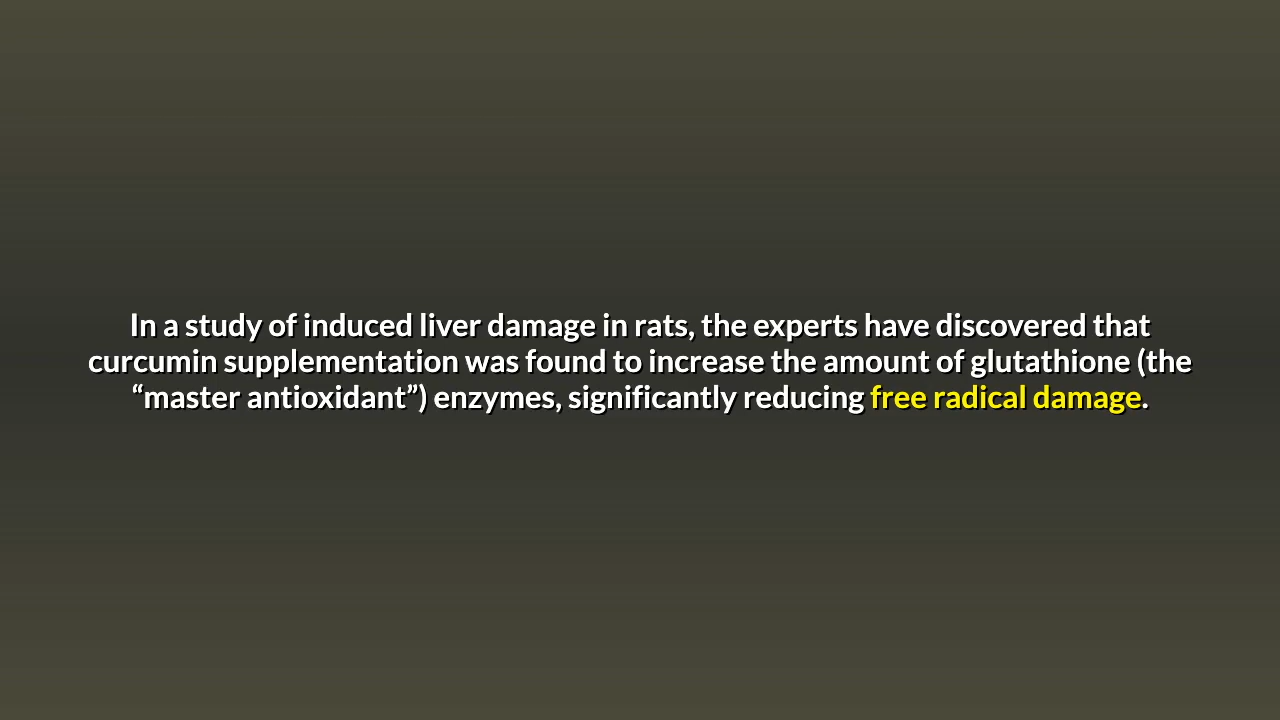 In a study of induced liver damage in rats, the experts have discovered that
curcumin supplementation was found to increase the amount of glutathione (the
“master antioxidant”) enzymes, significantly reducing free radical damage.